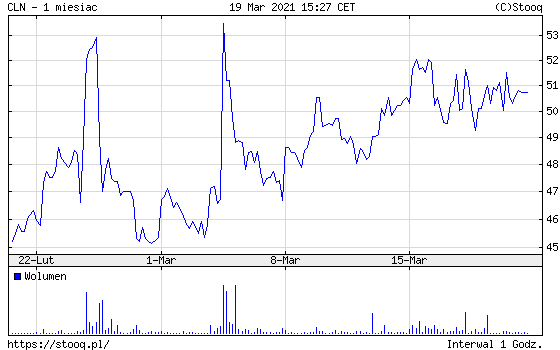 CLN - 1 miesiac 19 Mar 2021 15:27 CET (C)Stooq
53
52
51
50
49
48
47
46
45
22-Lut 1-Mar 8-Mar 15-Mar
Wolumen
https://stooq.pl/ Interwal 1 Godz.